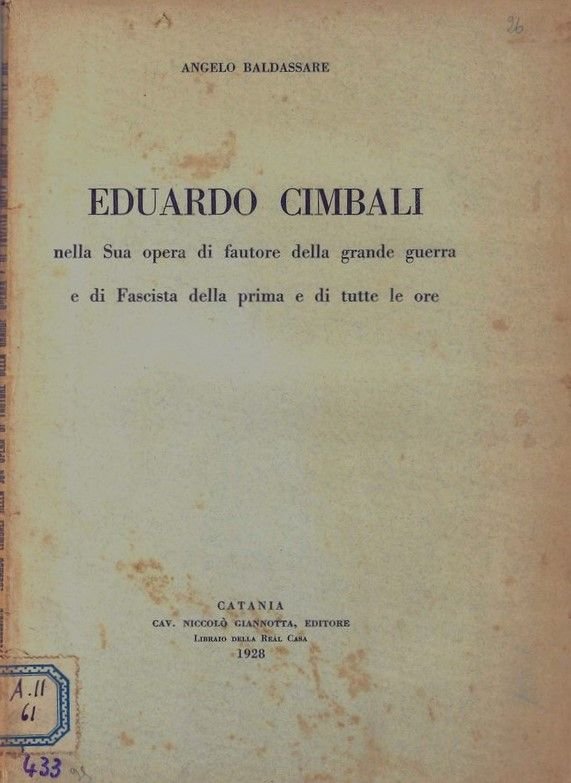 26
ANGELO BALDASSARE
EDUARDO CIMBALI
nella Sua opera di fautore della grande guerra
e di Fascista della prima e di tutte le ore
CATANIA
CAV. NICCOLÒ GIANNOTTA, EDITORE
LIBRAIO DELLA REAL CASA
1928
A.11
61
433